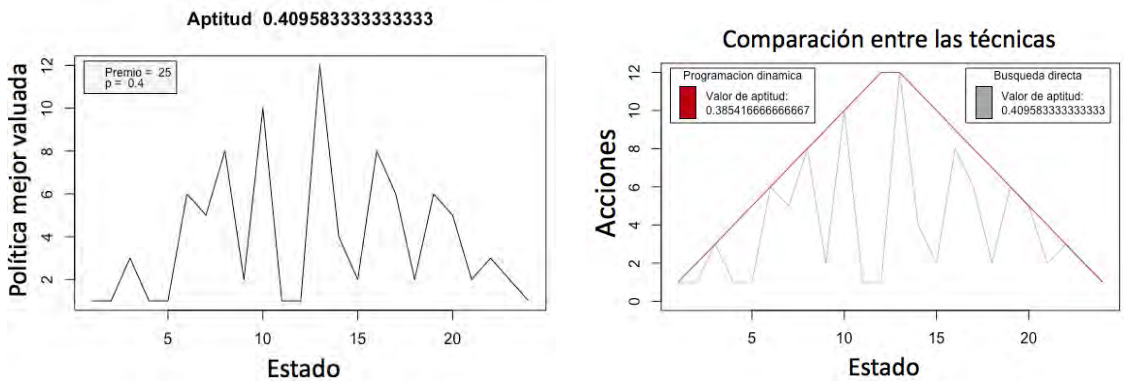 Aptitud 0.409583333333333
Premio = 25
p = 0.4
Política mejor valuada
2
4
6
8
10
12
5
10
15
20
Estado
Comparación entre las técnicas
Programacion dinamica
Valor de aptitud:
0.385416666666667
Busqueda directa
Valor de aptitud:
0.409583333333333
Acciones
0
2
4
6
8
10
12
5
10
15
20
Estado